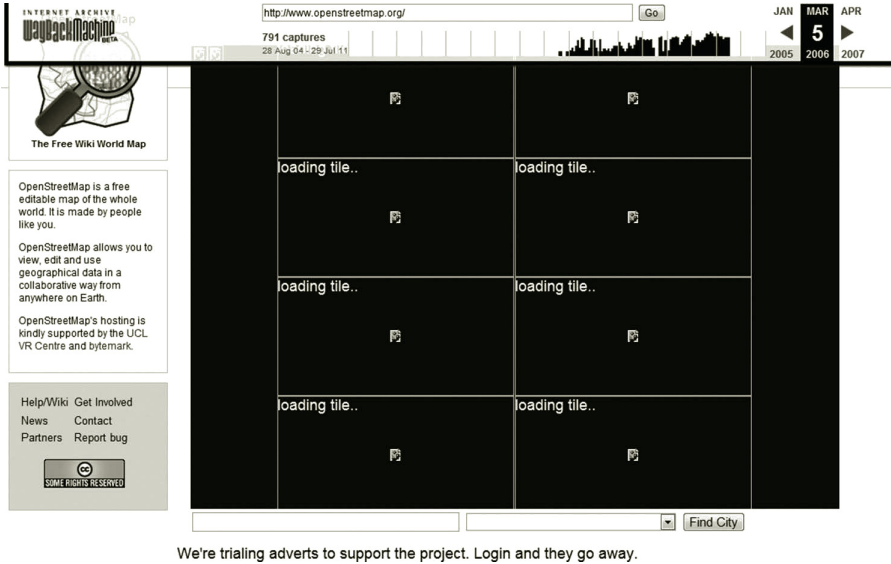 INTERNET ARCHIVE
WayBackMachine
BETA
http://www.openstreetmap.org/
Go
791 captures
28 Aug 04 - 29 Jul 11
JAN MAR APR
5
2005 2006 2007
The Free Wiki World Map
OpenStreetMap is a free
editable map of the whole
world. It is made by people
like you.
OpenStreetMap allows you to
view, edit and use
geographical data in a
collaborative way from
anywhere on Earth.
OpenStreetMap's hosting is
kindly supported by the UCL
VR Centre and bytemark.
Help/Wiki Get Involved
News Contact
Partners Report bug
cc
SOME RIGHTS RESERVED
loading tile.. loading tile..
loading tile.. loading tile..
loading tile.. loading tile..
Find City
We're trialing adverts to support the project. Login and they go away.